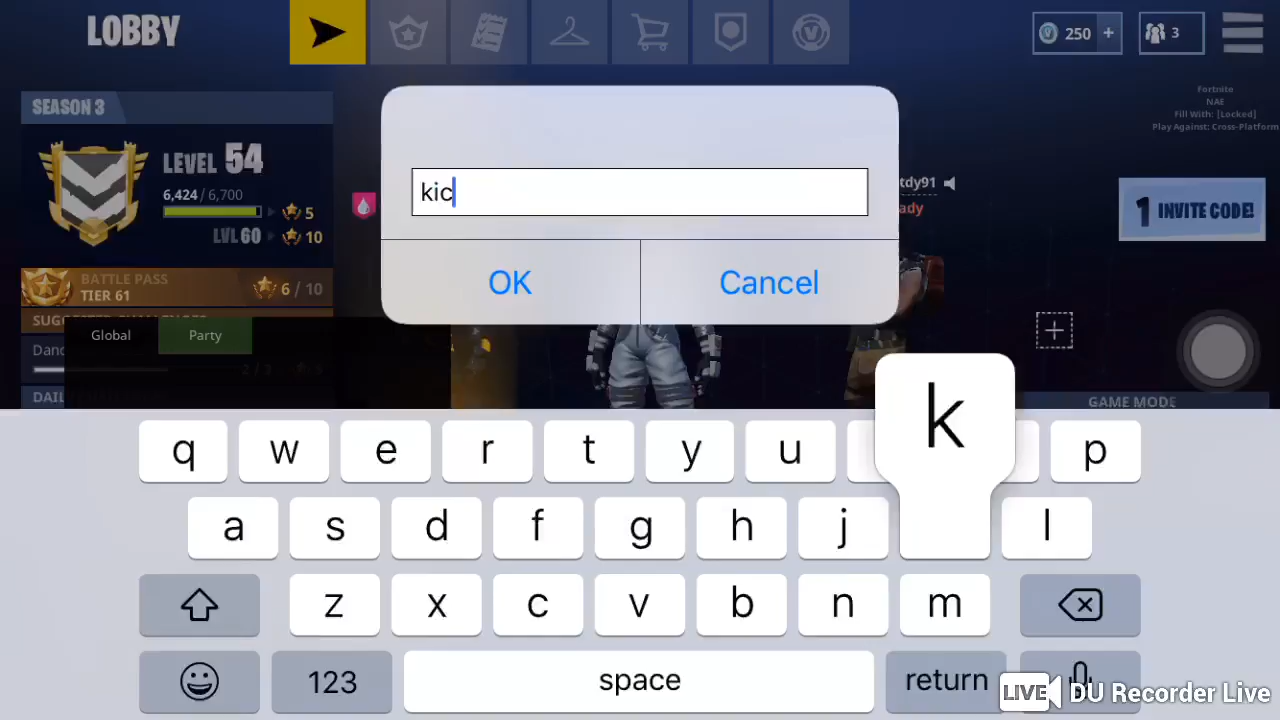 LOBBY
250 +
3
SEASON 3
LEVEL 54
6,424 / 6,700
5
LVL 60
10
BATTLE PASS
TIER 61
6 / 10
Global
Party
Fortnite
NAE
Fill With: [Locked]
Play Against: Cross-Platform
tdy91
1 INVITE CODE!
kic
OK
Cancel
GAME MODE
k
q w e r t y u p
a s d f g h j l
z x c v b n m
123
space
return
LIVE DU Recorder Live